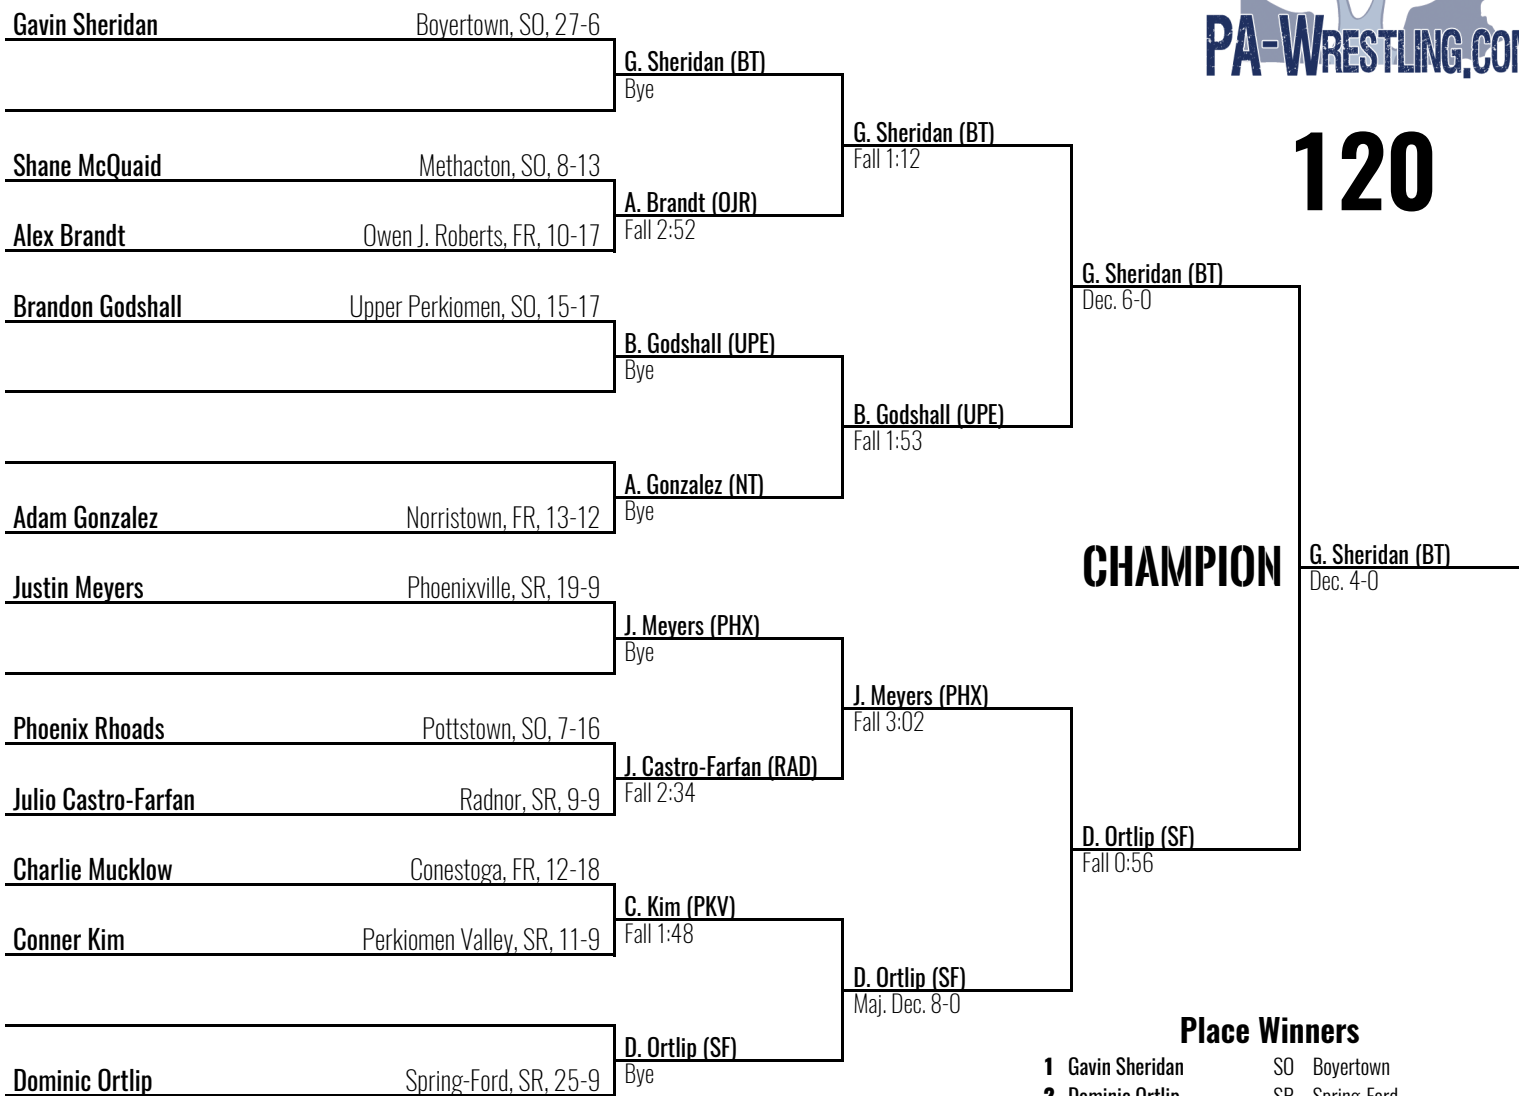 Gavin Sheridan Boyertown, SO, 27-6
G. Sheridan (BT)
Bye
PA-WRESTLING.CO
G. Sheridan (BT)
Fall 1:12
120
Shane McQuaid Methacton, SO, 8-13
A. Brandt (OJR)
Fall 2:52
Alex Brandt Owen J. Roberts, FR, 10-17
G. Sheridan (BT)
Dec. 6-0
Brandon Godshall Upper Perkiomen, SO, 15-17
B. Godshall (UPE)
Bye
B. Godshall (UPE)
Fall 1:53
A. Gonzalez (NT)
Bye
Adam Gonzalez Norristown, FR, 13-12
CHAMPION
G. Sheridan (BT)
Dec. 4-0
Justin Meyers Phoenixville, SR, 19-9
J. Meyers (PHX)
Bye
J. Meyers (PHX)
Fall 3:02
Phoenix Rhoads Pottstown, SO, 7-16
J. Castro-Farfan (RAD)
Fall 2:34
Julio Castro-Farfan Radnor, SR, 9-9
D. Ortlip (SF)
Fall 0:56
Charlie Mucklow Conestoga, FR, 12-18
C. Kim (PKV)
Fall 1:48
Conner Kim Perkiomen Valley, SR, 11-9
D. Ortlip (SF)
Maj. Dec. 8-0
D. Ortlip (SF)
Bye
Dominic Ortlip Spring-Ford, SR, 25-9
Place Winners
1 Gavin Sheridan SO Boyertown
2 Dominic Ortlip SR Spring-Ford